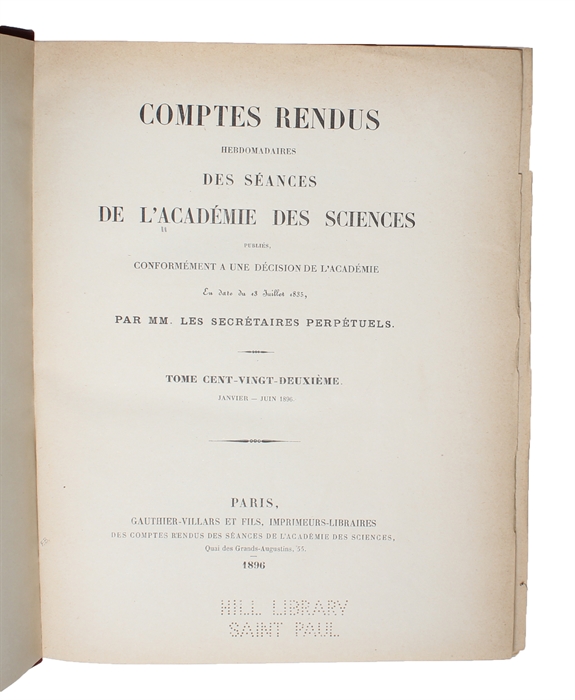 COMPTES RENDUS
HEBDOMADAIRES
DES SÉANCES
DE L'ACADÉMIE DES SCIENCES
PUBLIÉS,
CONFORMÉMENT A UNE DÉCISION DE L'ACADÉMIE
En date du 13 Juillet 1835,
PAR MM. LES SECRÉTAIRES PERPÉTUELS.
TOME CENT-VINGT-DEUXIÈME.
JANVIER — JUIN 1896.
PARIS,
GAUTHIER-VILLARS ET FILS, IMPRIMEURS-LIBRAIRES
DES COMPTES RENDUS DES SÉANCES DE L'ACADÉMIE DES SCIENCES,
Quai des Grands-Augustins, 55.
1896
HILL LIBRARY
SAINT PAUL